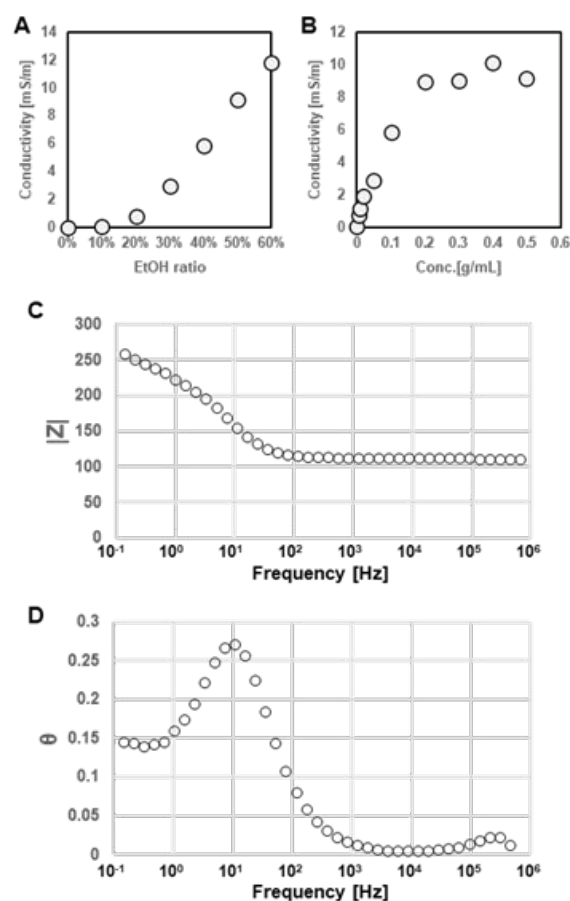 A
Conductivity [mS/m]
14
12
10
8
6
4
2
0
0% 10% 20% 30% 40% 50% 60%
EtOH ratio
B
Conductivity [mS/m]
12
10
8
6
4
2
0
0 0.1 0.2 0.3 0.4 0.5 0.6
Conc.[g/mL]
C
|Z|
300
250
200
150
100
50
0
10-1 100 101 102 103 104 105 106
Frequency [Hz]
D
θ
0.3
0.25
0.2
0.15
0.1
0.05
0
10-1 100 101 102 103 104 105 106
Frequency [Hz]